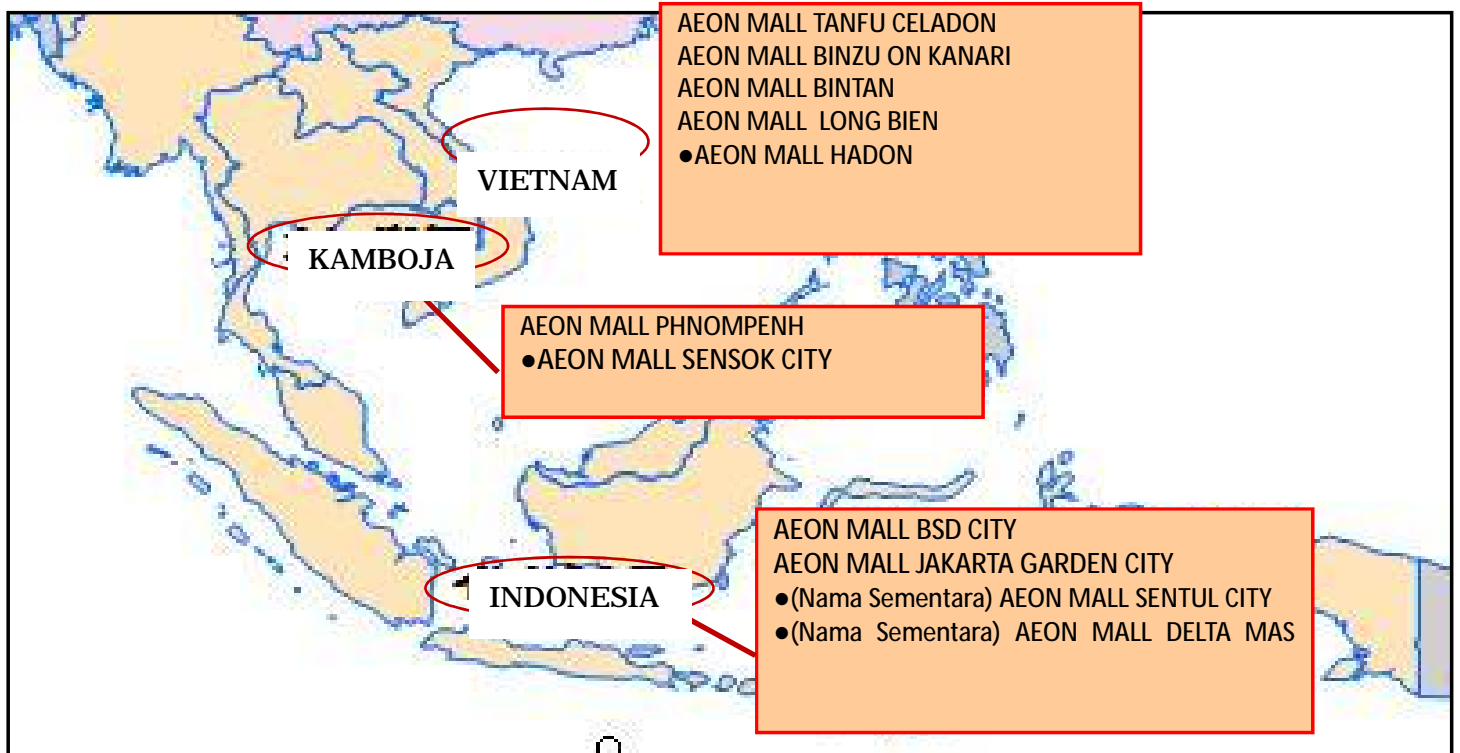 AEON MALL TANFU CELADON
AEON MALL BINZU ON KANARI
AEON MALL BINTAN
AEON MALL LONG BIEN
●AEON MALL HADON
VIETNAM
KAMBOJA
AEON MALL PHNOMPENH
●AEON MALL SENSOK CITY
AEON MALL BSD CITY
AEON MALL JAKARTA GARDEN CITY
●(Nama Sementara) AEON MALL SENTUL CITY
●(Nama Sementara) AEON MALL DELTA MAS
INDONESIA